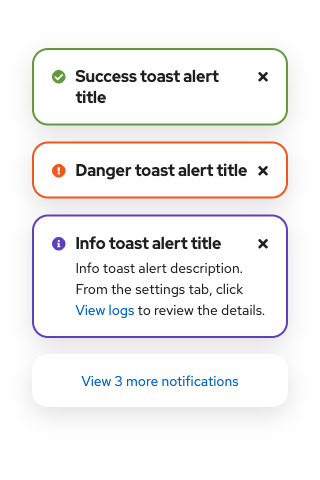 Success toast alert
title
Danger toast alert title
Info toast alert title
Info toast alert description.
From the settings tab, click
View logs to review the details.
View 3 more notifications